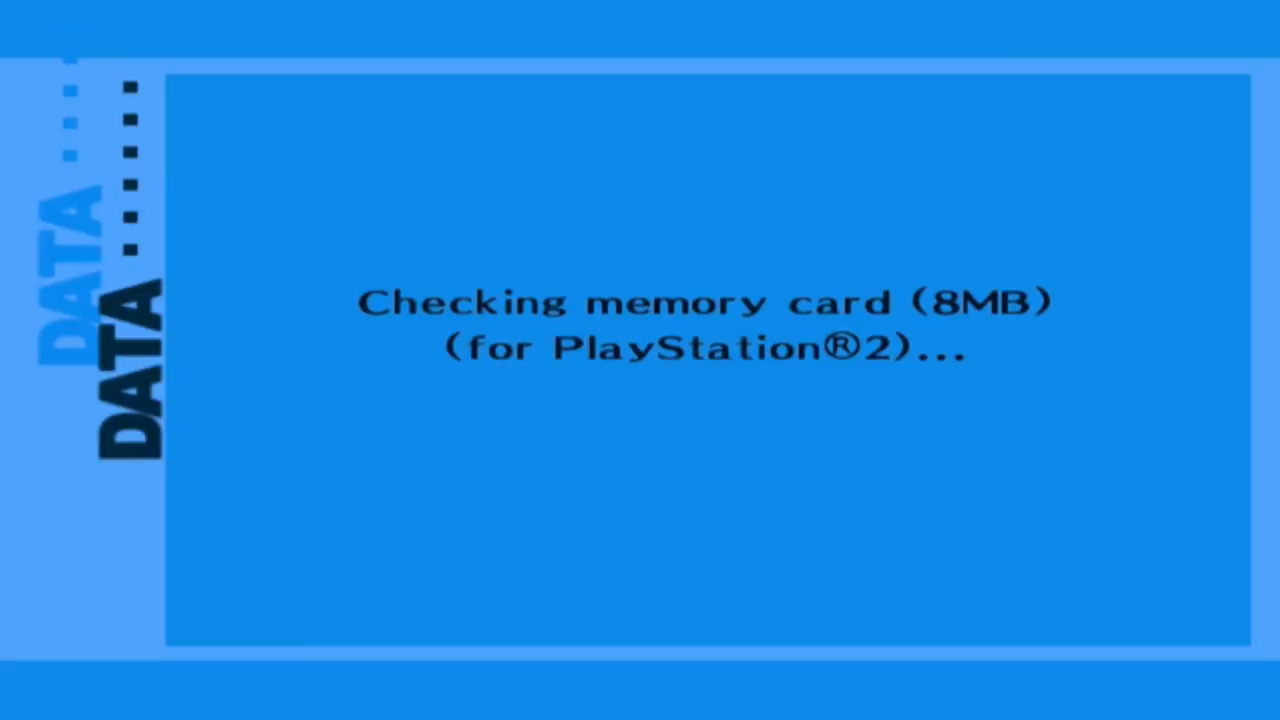 DATA ......
DATA ....
Checking memory card (8MB)
(for PlayStation®2)...